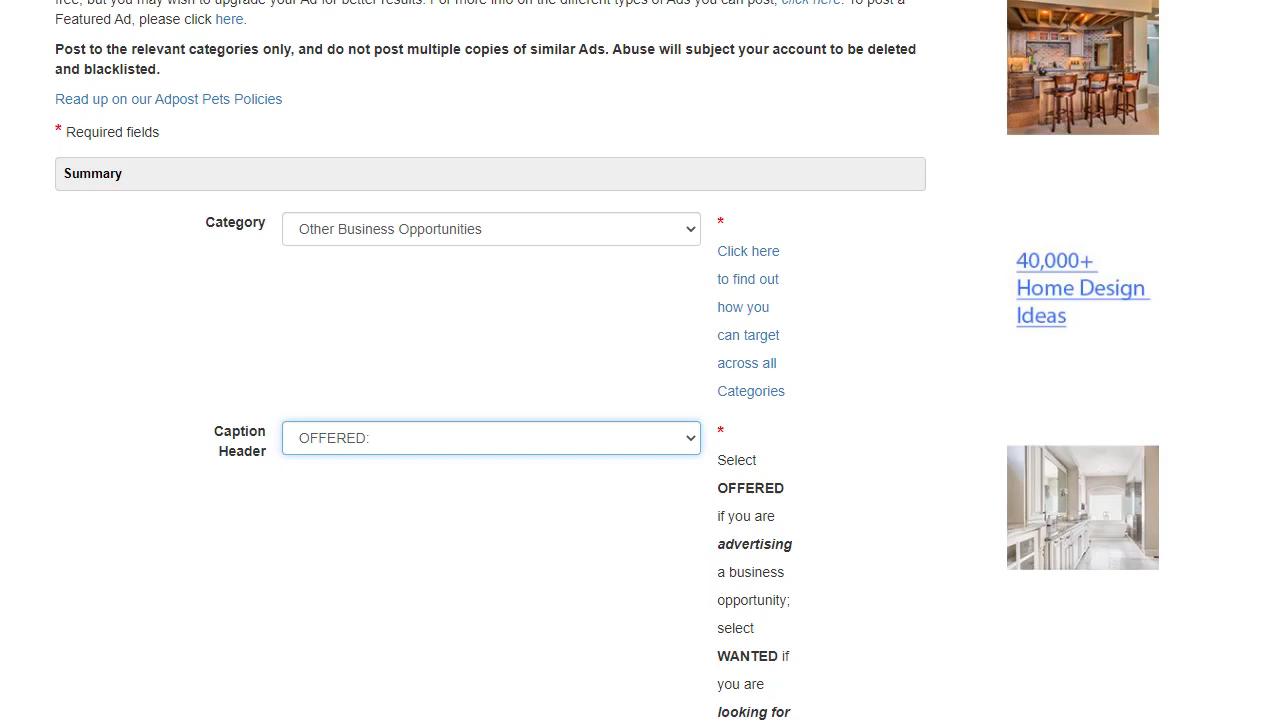 free, but you may wish to upgrade your Ad for better results. For more info on the different types of Ads you can post, click here. To post a
Featured Ad, please click here.
Post to the relevant categories only, and do not post multiple copies of similar Ads. Abuse will subject your account to be deleted
and blacklisted.
Read up on our Adpost Pets Policies
* Required fields
Summary
Category
Other Business Opportunities
*
Click here
to find out
how you
can target
across all
Categories
40,000+
Home Design
Ideas
Caption
Header
OFFERED:
*
Select
OFFERED
if you are
advertising
a business
opportunity;
select
WANTED if
you are
looking for